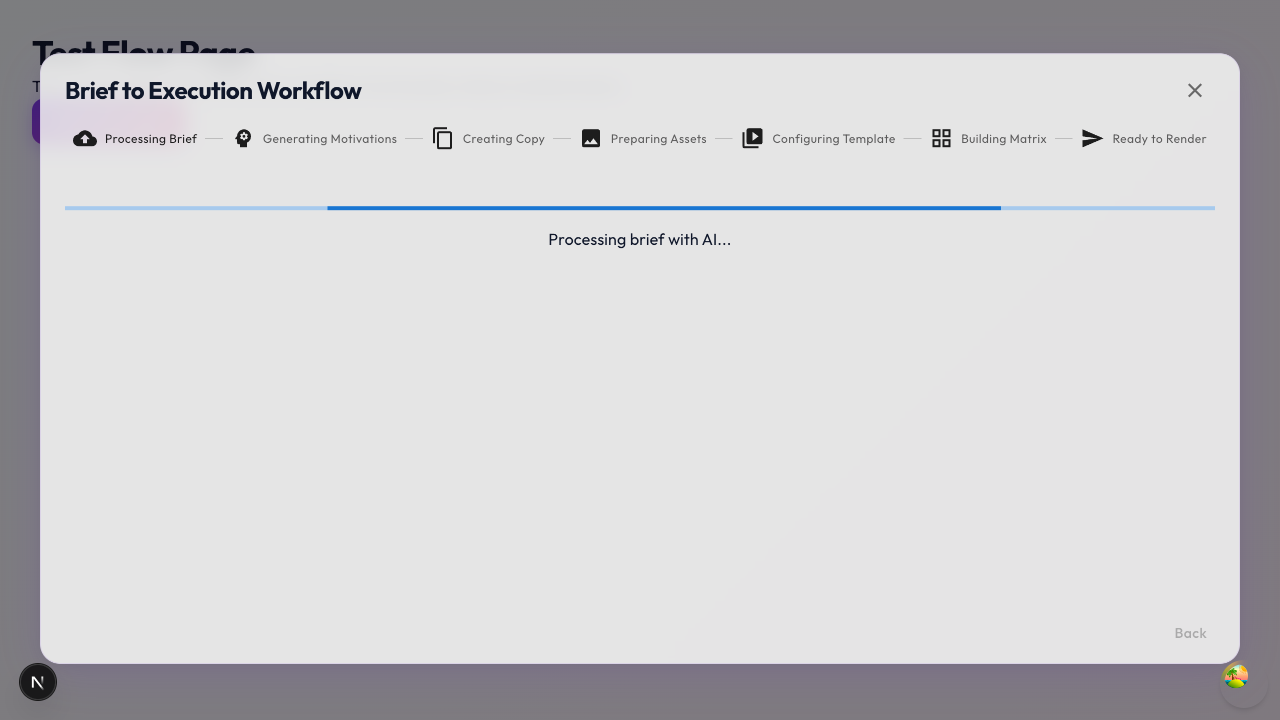 Test Flow Page
T
Brief to Execution Workflow
Processing Brief
Generating Motivations
Creating Copy
Preparing Assets
Configuring Template
Building Matrix
Ready to Render
Processing brief with AI...
Back
N